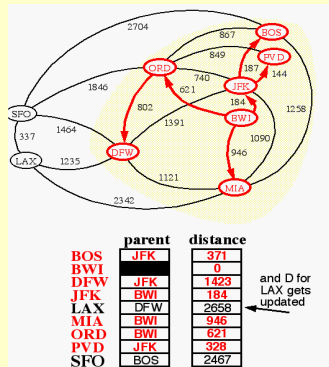 2704
BOS
867
849
PVD
ORD
187
144
740
JFK
1846
621
184
802
1258
SFO
BWI
1391
1464
337
1090
946
DFW
LAX
1235
1121
MIA
2342
parent distance
BOS JFK 371
BWI 0
DFW JFK 1423
JFK BWI 184
LAX DFW 2658
MIA BWI 946
ORD BWI 621
PVD JFK 328
SFO BOS 2467
and D for
LAX gets
updated